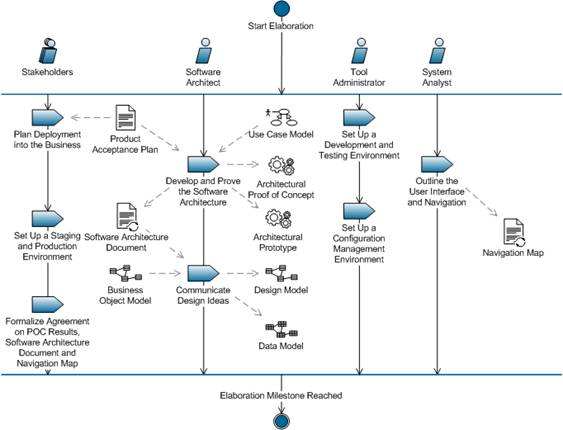 Start Elaboration
Stakeholders
Software
Architect
Tool
Administrator
System
Analyst
Plan Deployment
into the Business
Product
Acceptance Plan
Use Case Model
Set Up a
Development and
Testing Environment
Develop and Prove
the Software
Architecture
Architectural
Proof of Concept
Outline the
User Interface
and Navigation
Set Up a Staging
and Production
Environment
Software Architecture
Document
Architectural
Prototype
Set Up a
Configuration
Management
Environment
Navigation Map
Business
Object Model
Communicate
Design Ideas
Design Model
Formalize Agreement
on POC Results,
Software Architecture
Document and
Navigation Map
Data Model
Elaboration Milestone Reached